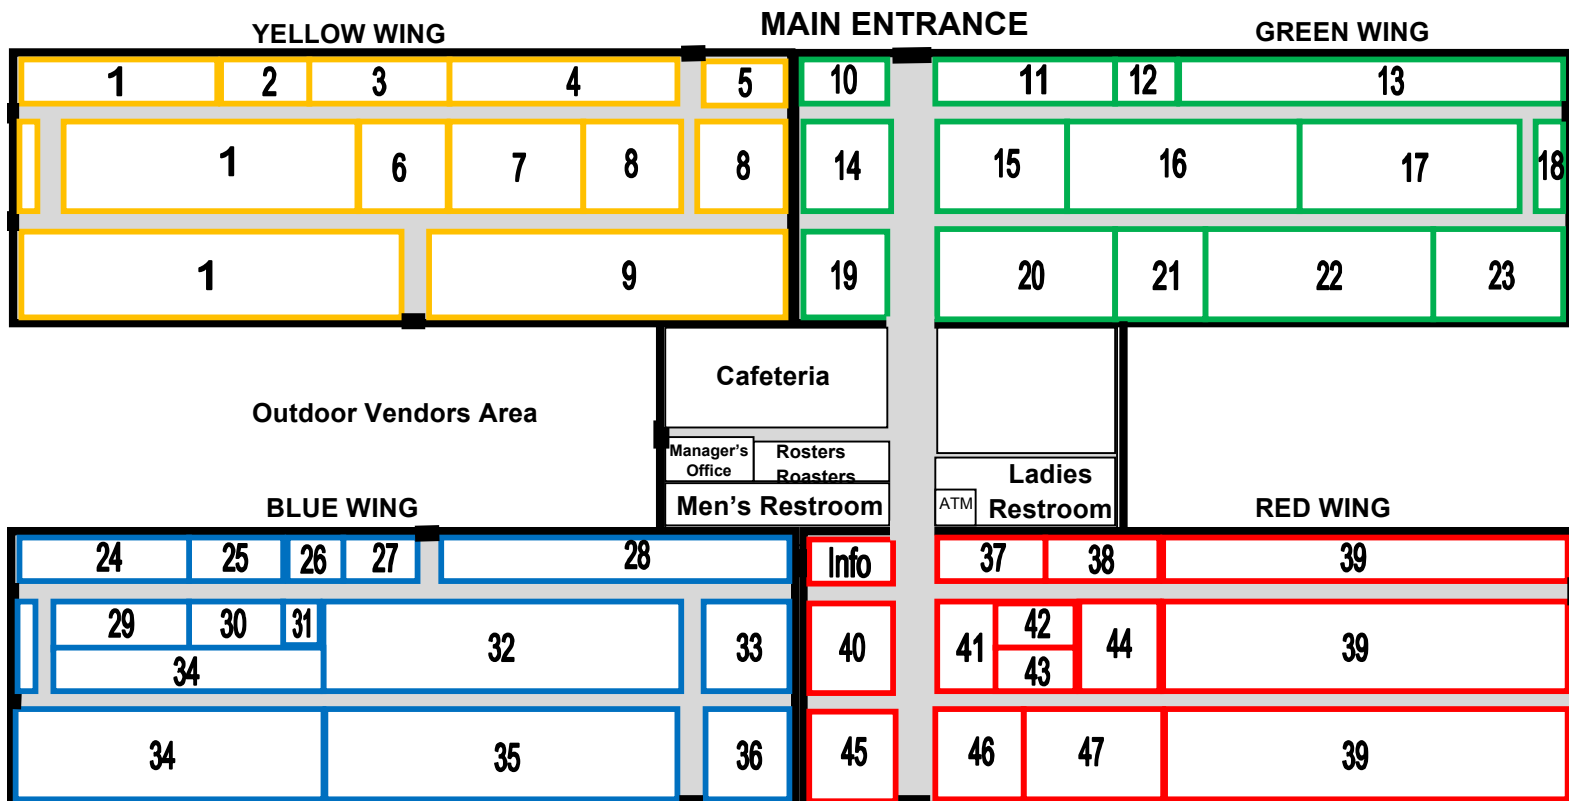 MAIN ENTRANCE
YELLOW WING
GREEN WING
1 2 3 4 5 10 11 12 13
1 6 7 8 8 14 15 16 17 18
1 9 19 20 21 22 23
Cafeteria
Outdoor Vendors Area
Manager's
Office
Rosters
Roasters
Men's Restroom
Ladies
Restroom
ATM
BLUE WING
RED WING
24 25 26 27 28 Info 37 38 39
29 30 31 32 33 40 41 42 44 39
34 43
34 35 36 45 46 47 39